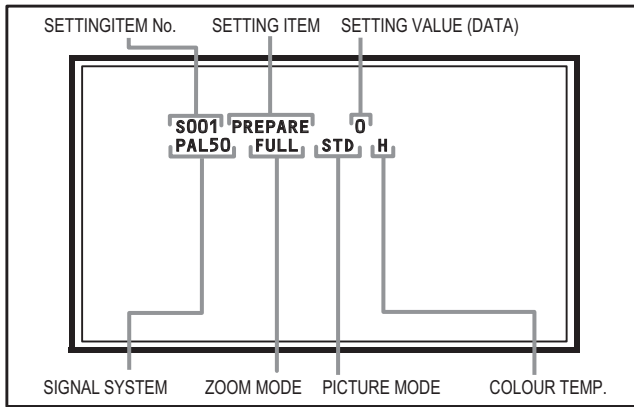 SETTINGITEM No. SETTING ITEM SETTING VALUE (DATA)
S001 PREPARE 0
PAL50 FULL STD H
SIGNAL SYSTEM ZOOM MODE PICTURE MODE COLOUR TEMP.